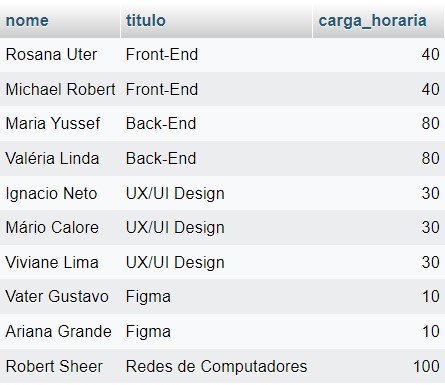 nome titulo carga_horaria
Rosana Uter Front-End 40
Michael Robert Front-End 40
Maria Yussef Back-End 80
Valéria Linda Back-End 80
Ignacio Neto UX/UI Design 30
Mário Calore UX/UI Design 30
Viviane Lima UX/UI Design 30
Vater Gustavo Figma 10
Ariana Grande Figma 10
Robert Sheer Redes de Computadores 100